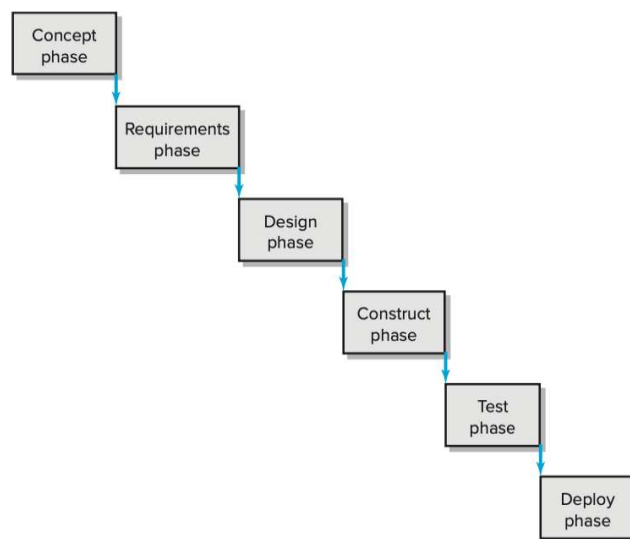 Concept
phase
Requirements
phase
Design
phase
Construct
phase
Test
phase
Deploy
phase